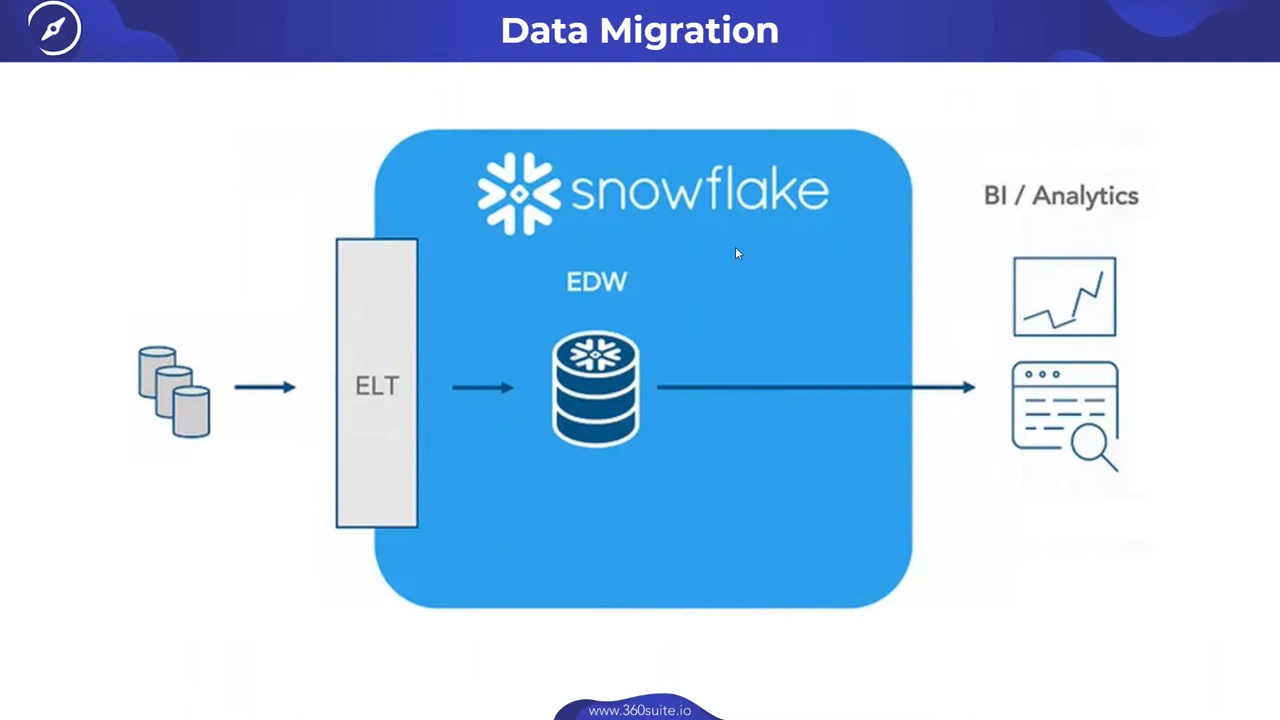 Data Migration
snowflake
BI / Analytics
EDW
ELT
www.360suite.io